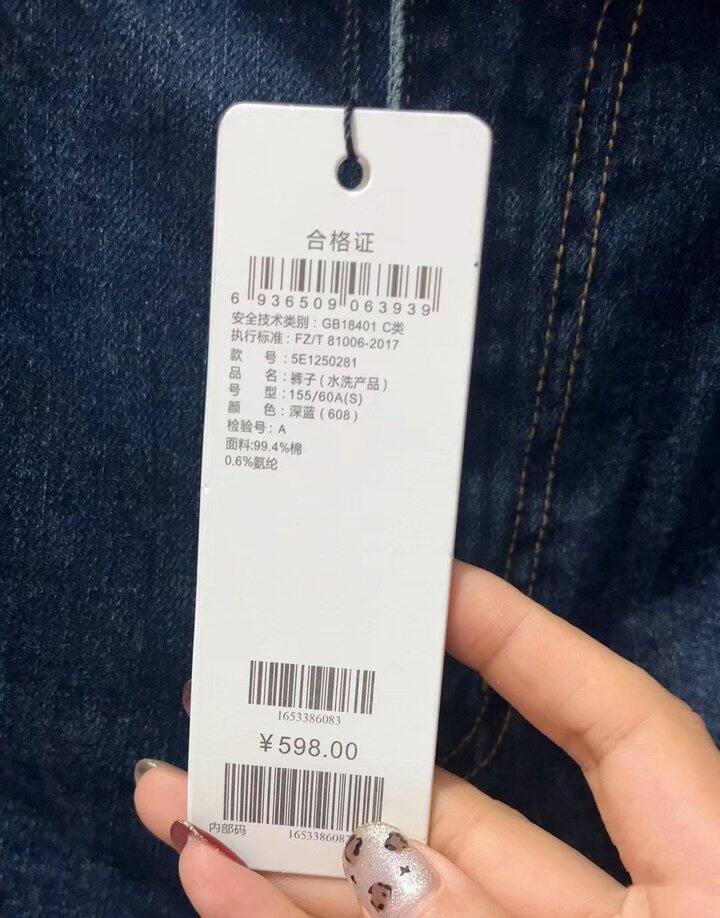 合格证
6 936509 063939
安全技术类别：GB18401 C类
执行标准：FZ/T 81006-2017
款 号：5E1250281
品 名：裤子（水洗产品）
号 型：155/60A(S)
颜 色：深蓝（608）
检验号：A
面料:99.4%棉
0.6%氨纶
1653386083
¥598.00
内部码